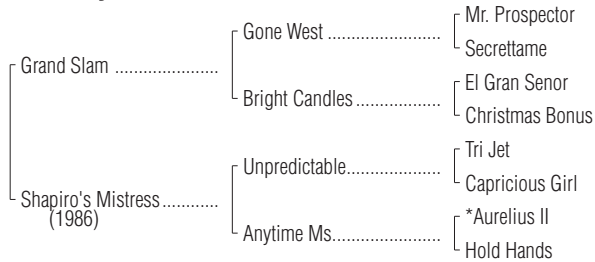 Mr. Prospector
Gone West ...................
Secrettame
Grand Slam .....................
El Gran Senor
Bright Candles..............
Christmas Bonus
Tri Jet
Unpredictable...................
Capricious Girl
Shapiro's Mistress............
(1986)
*Aurelius II
Anytime Ms......................
Hold Hands